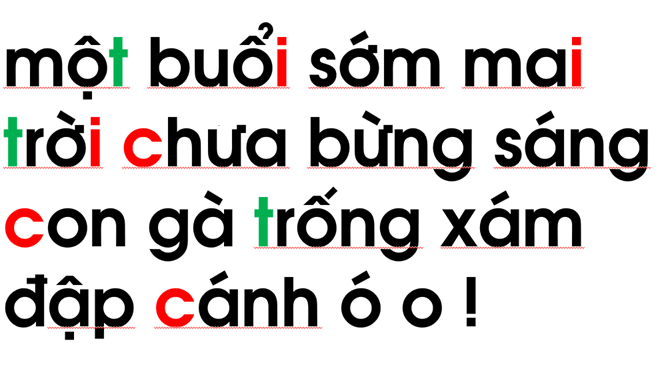 một buổi sớm mai
trời chưa bừng sáng
con gà trống xám
đập cánh ó o !